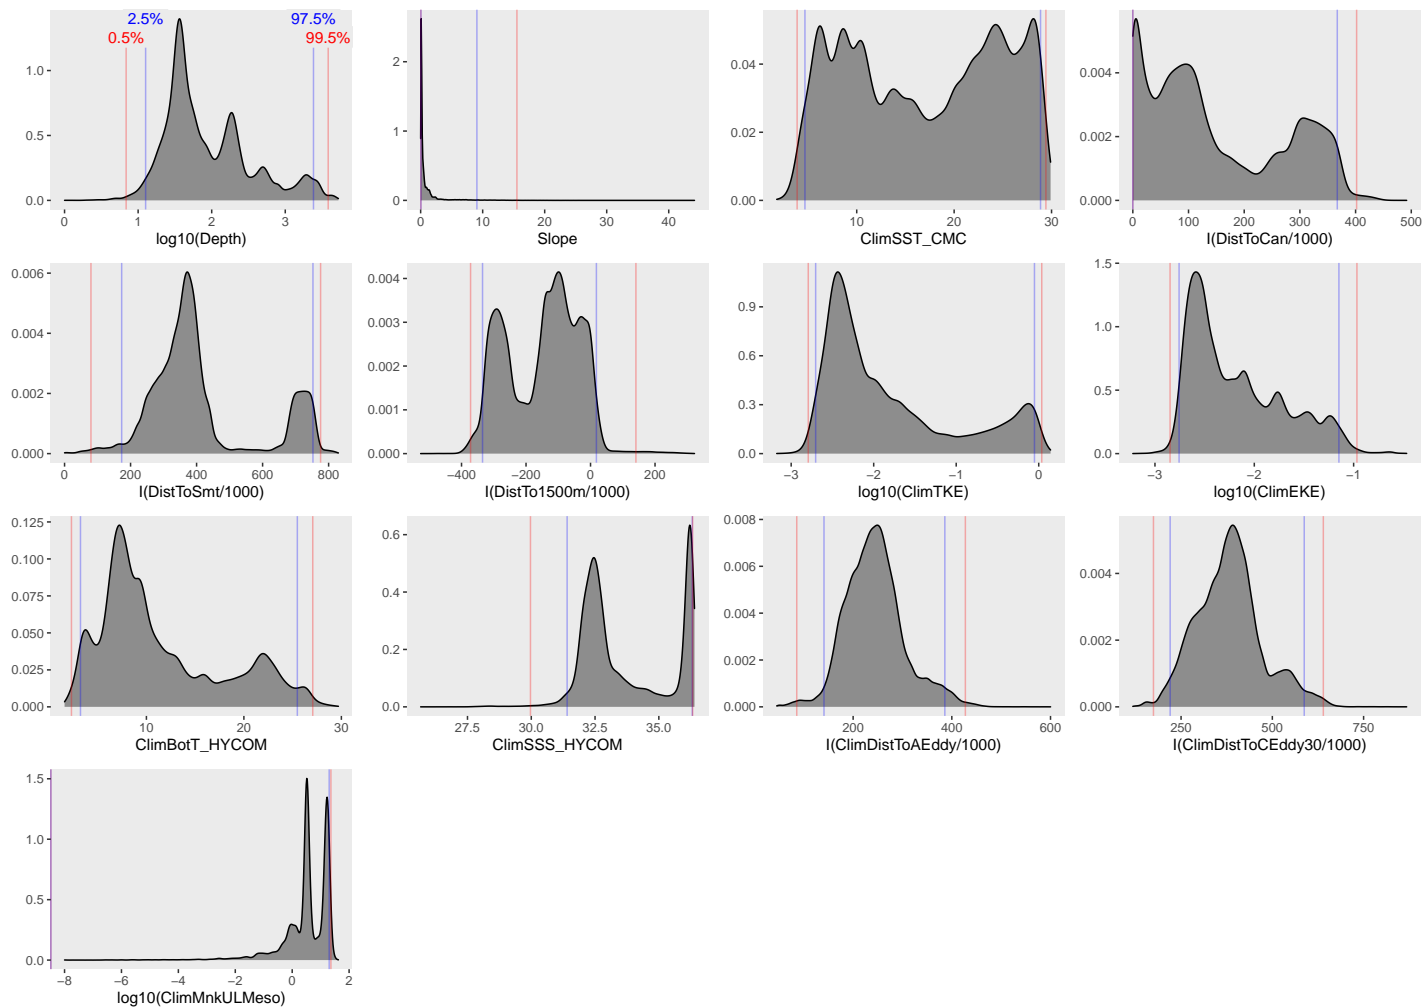 2.5% 97.5%
0.5% 99.5%
1.0
0.5
0.0
0 1 2 3
log10(Depth)
2
1
0
0 10 20 30 40
Slope
0.04
0.02
0.00
10 20 30
ClimSST_CMC
0.004
0.002
0.000
0 100 200 300 400 500
I(DistToCan/1000)
0.006
0.004
0.002
0.000
0 200 400 600 800
I(DistToSmt/1000)
0.004
0.003
0.002
0.001
0.000
−400 −200 0 200
I(DistTo1500m/1000)
0.9
0.6
0.3
0.0
−3 −2 −1 0
log10(ClimTKE)
1.5
1.0
0.5
0.0
−3 −2 −1
log10(ClimEKE)
0.125
0.100
0.075
0.050
0.025
0.000
10 20 30
ClimBotT_HYCOM
0.6
0.4
0.2
0.0
27.5 30.0 32.5 35.0
ClimSSS_HYCOM
0.008
0.006
0.004
0.002
0.000
200 400 600
I(ClimDistToAEddy/1000)
0.004
0.002
0.000
250 500 750
I(ClimDistToCEddy30/1000)
1.5
1.0
0.5
0.0
−8 −6 −4 −2 0 2
log10(ClimMnkULMeso)